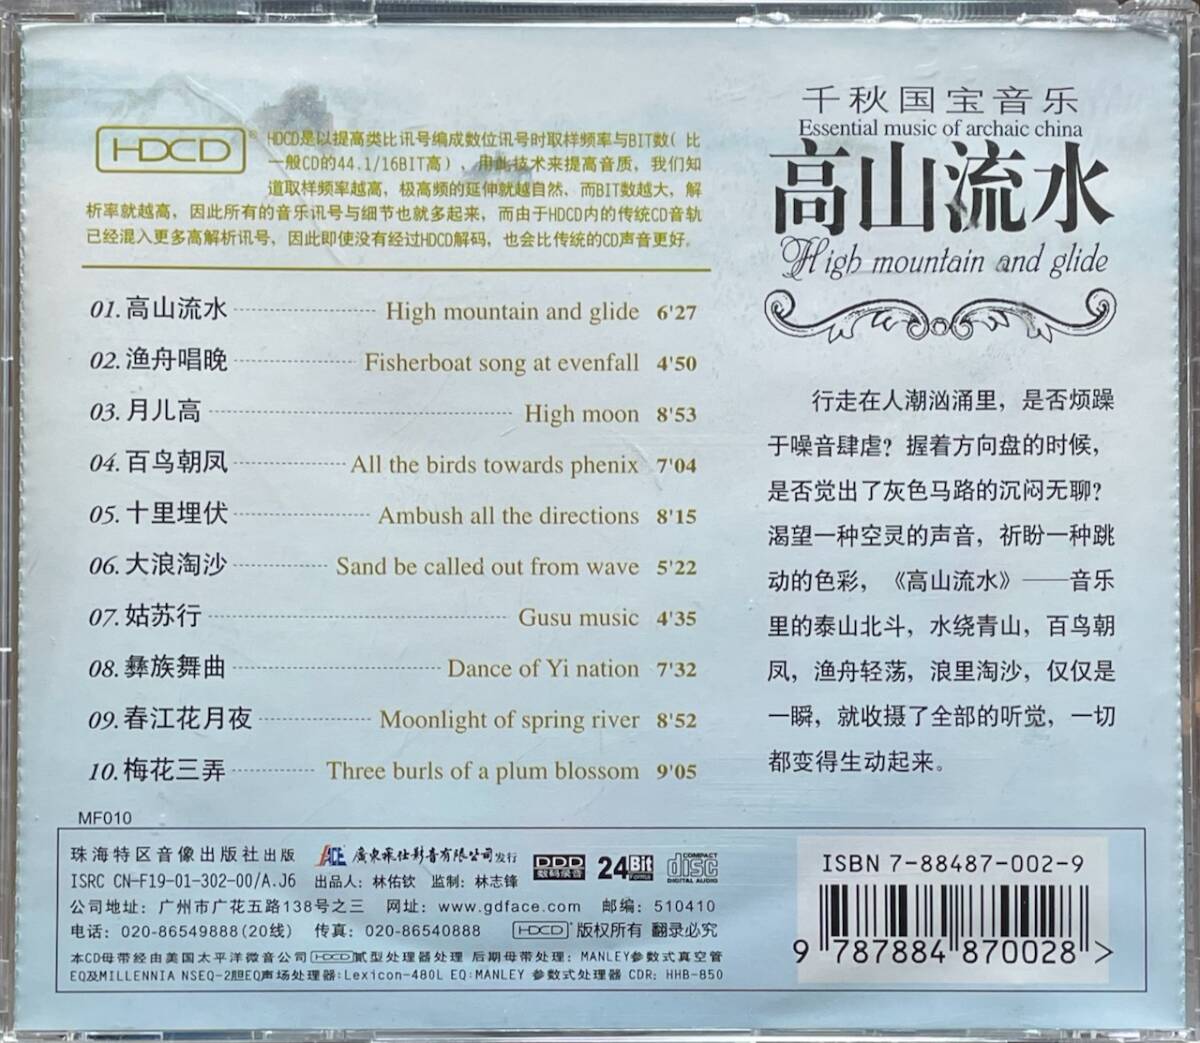 HDCD®
HDCD是以提高类比讯号编成数位讯号时取样频率与BIT数(比
一般CD的44.1/16BIT高)、用此技术来提高音质,我们知
道取样频率越高,极高频的延伸就越自然、而BIT数越大,解
析率就越高,因此所有的音乐讯号与细节也就多起来,而由于HDCD内的传统CD音轨
已经混入更多高解析讯号,因此即使没有经过HDCD解码,也会比传统的CD声音更好。
01.高山流水 High mountain and glide 6'27
02.渔舟唱晚 Fisherboat song at evenfall 4'50
03.月儿高 High moon 8'53
04.百鸟朝凤 All the birds towards phenix 7'04
05.十里埋伏 Ambush all the directions 8'15
06.大浪淘沙 Sand be called out from wave 5'22
07.姑苏行 Gusu music 4'35
08.彝族舞曲 Dance of Yi nation 7'32
09.春江花月夜 Moonlight of spring river 8'52
10.梅花三弄 Three burls of a plum blossom 9'05
千秋国宝音乐
Essential music of archaic china
高山流水
High mountain and glide
行走在人潮汹涌里,是否烦躁
于噪音肆虐?握着方向盘的时候,
是否觉出了灰色马路的沉闷无聊?
渴望一种空灵的声音,祈盼一种跳
动的色彩,《高山流水》——音乐
里的泰山北斗,水绕青山,百鸟朝
凤,渔舟轻荡,浪里淘沙,仅仅是
一瞬,就收摄了全部的听觉,一切
都变得生动起来。
MF010
珠海特区音像出版社出版 ACE 廣東飛仕影音有限公司发行
ISRC CN-F19-01-302-00/A.J6 出品人:林佑钦 监制:林志锋
DDD 数码录音 24Bit Forma COMPACT disc DIGITAL AUDIO
公司地址:广州市广花五路138号之三 网址:www.gdface.com 邮编:510410
电话:020-86549888(20线) 传真:020-86540888 HDCD® 版权所有 翻录必究
本CD母带经由美国太平洋微音公司HDCD贰型处理器处理 后期母带处理:MANLEY参数式真空管
EQ及MILLENNIA NSEQ-2胆EQ声场处理器:Lexicon-480L EQ:MANLEY 参数式处理器 CDR:HHB-850
ISBN 7-88487-002-9
9 787884 870028 >